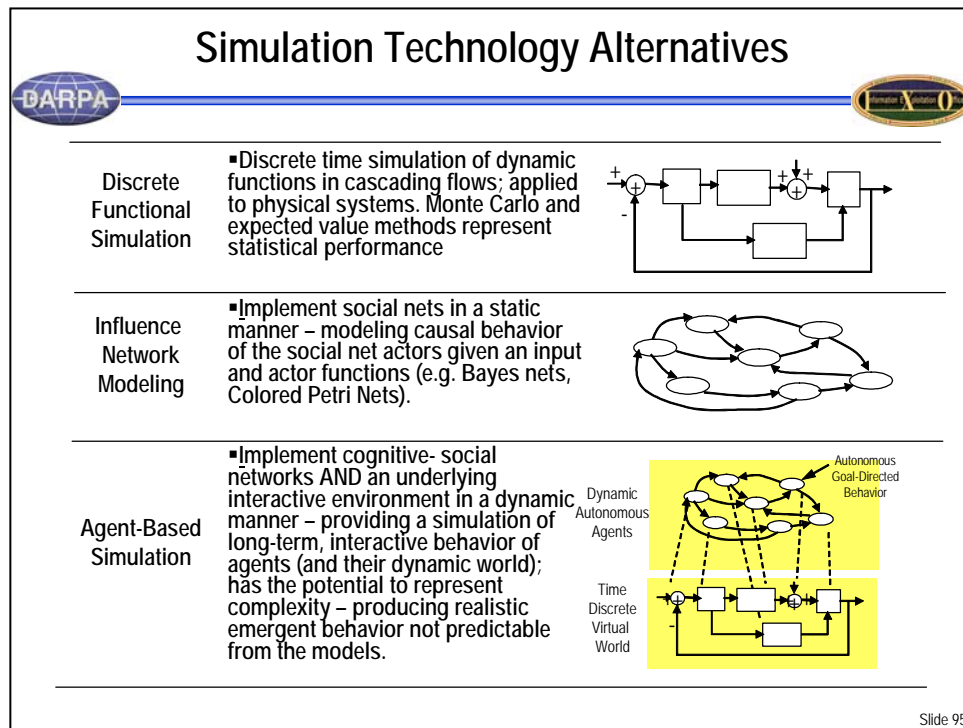 Simulation Technology Alternatives
DARPA
Information Exploitation Office
Discrete
Functional
Simulation
▪Discrete time simulation of dynamic
functions in cascading flows; applied
to physical systems. Monte Carlo and
expected value methods represent
statistical performance
+ + + +
+
-
Influence
Network
Modeling
▪Implement social nets in a static
manner – modeling causal behavior
of the social net actors given an input
and actor functions (e.g. Bayes nets,
Colored Petri Nets).
Agent-Based
Simulation
▪Implement cognitive- social
networks AND an underlying
interactive environment in a dynamic
manner – providing a simulation of
long-term, interactive behavior of
agents (and their dynamic world);
has the potential to represent
complexity – producing realistic
emergent behavior not predictable
from the models.
Autonomous
Goal-Directed
Behavior
Dynamic
Autonomous
Agents
Time
Discrete
Virtual
World
+ + + +
-
Slide 95